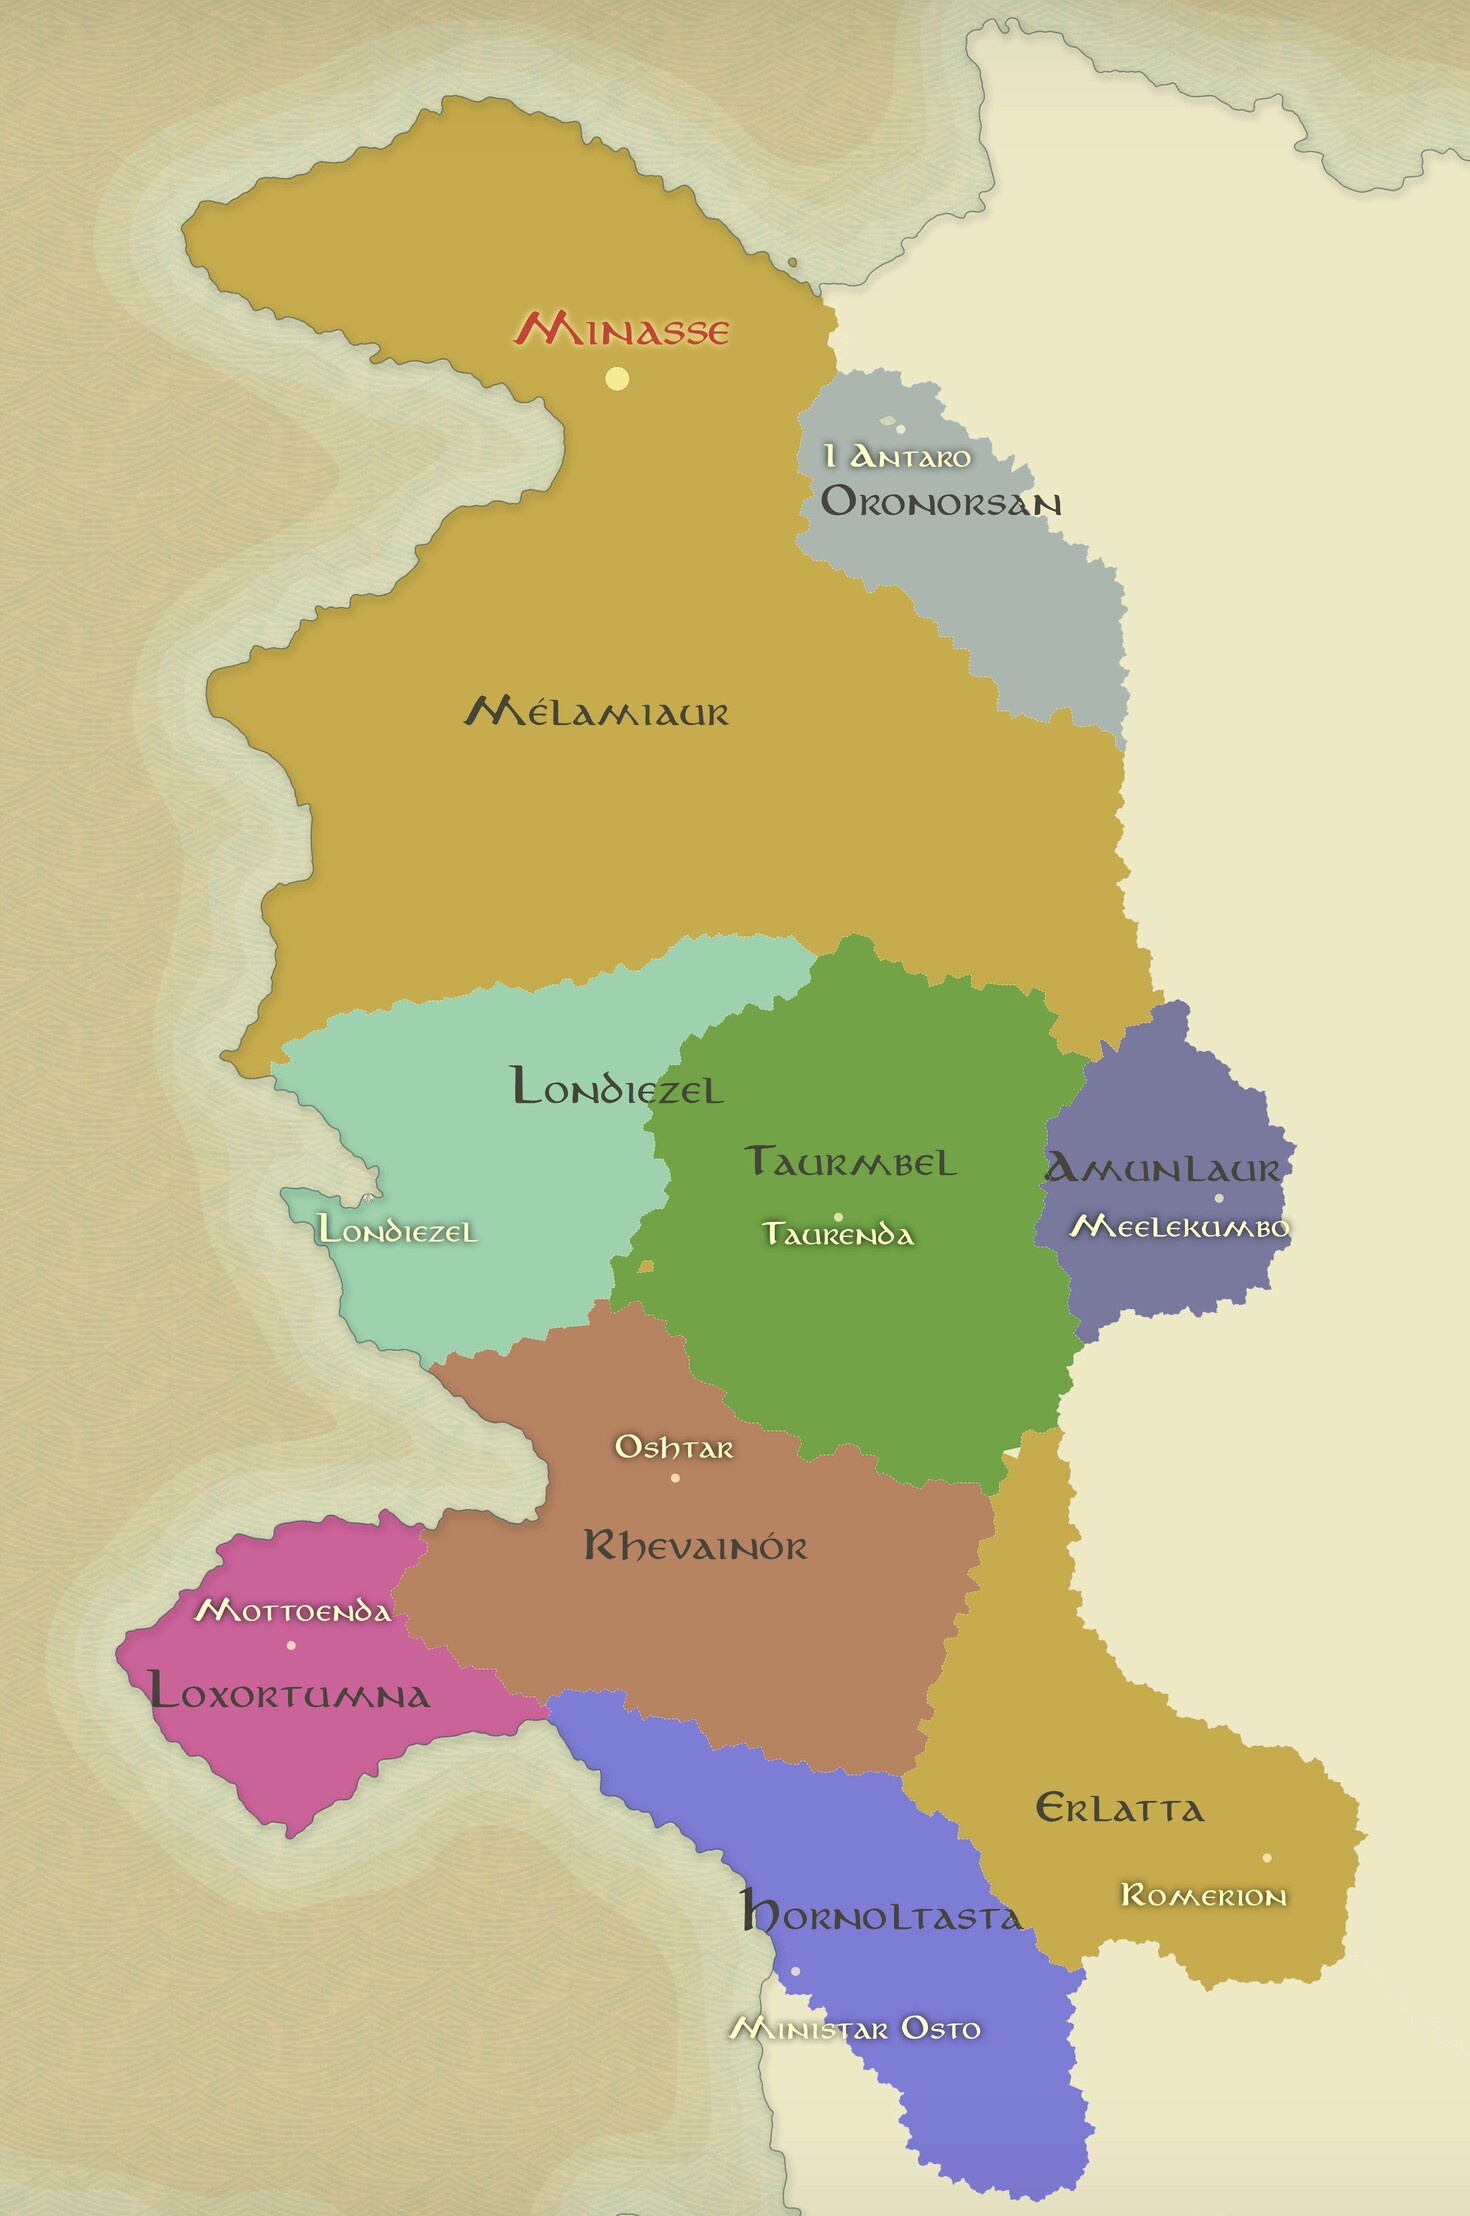 Minasse
I Antaro
Oronorsan
Mélamiaur
Londiezel
Taurmbel
Amunlaur
Londiezel
Taurenda
Meelekumbo
Oshtar
Rhevainór
Mottoenda
Loxortumna
Erlatta
Romerion
Hornoltasta
Ministar Osto